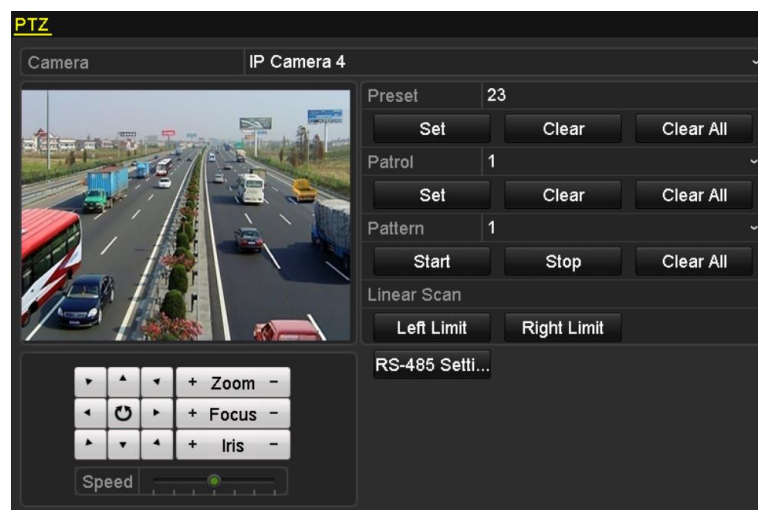 PTZ
Camera IP Camera 4
Preset 23
Set Clear Clear All
Patrol 1
Set Clear Clear All
Pattern 1
Start Stop Clear All
Linear Scan
Left Limit Right Limit
RS-485 Setti...
+ Zoom -
+ Focus -
+ Iris -
Speed